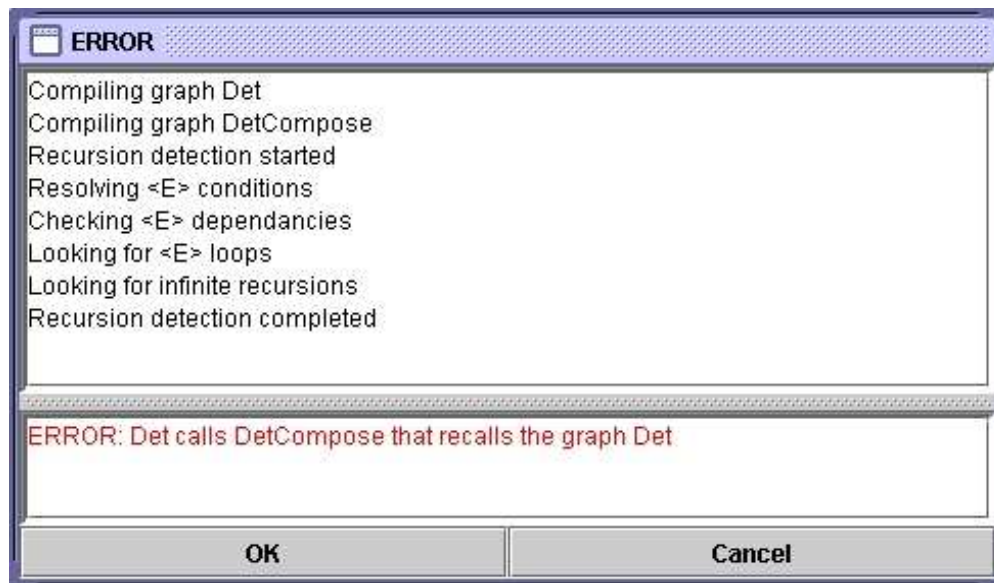 ERROR
Compiling graph Det
Compiling graph DetCompose
Recursion detection started
Resolving <E> conditions
Checking <E> dependancies
Looking for <E> loops
Looking for infinite recursions
Recursion detection completed
ERROR: Det calls DetCompose that recalls the graph Det
OK Cancel